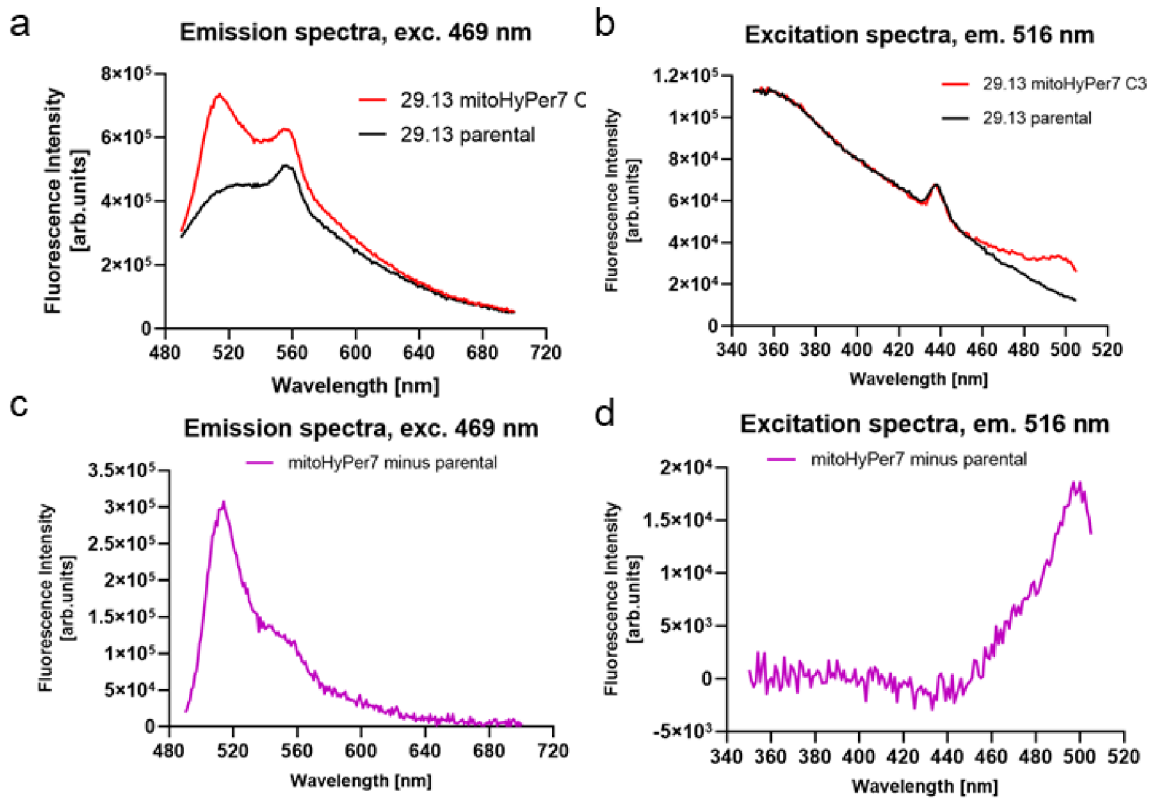 a
Emission spectra, exc. 469 nm
8×10⁵
6×10⁵
4×10⁵
2×10⁵
0
Fluorescence Intensity
[arb.units]
29.13 mitoHyPer7 C
29.13 parental
480 520 560 600 640 680 720
Wavelength [nm]
b
Excitation spectra, em. 516 nm
1.2×10⁵
1×10⁵
8×10⁴
6×10⁴
4×10⁴
2×10⁴
0
Fluorescence Intensity
[arb.units]
29.13 mitoHyPer7 C3
29.13 parental
340 360 380 400 420 440 460 480 500 520
Wavelength [nm]
c
Emission spectra, exc. 469 nm
mitoHyPer7 minus parental
3.5×10⁵
3×10⁵
2.5×10⁵
2×10⁵
1.5×10⁵
1×10⁵
5×10⁴
0
Fluorescence Intensity
[arb.units]
480 520 560 600 640 680 720
Wavelength [nm]
d
Excitation spectra, em. 516 nm
mitoHyPer7 minus parental
2×10⁴
1.5×10⁴
1×10⁴
5×10³
0
-5×10³
Fluorescence Intensity
[arb.units]
340 360 380 400 420 440 460 480 500 520
Wavelength [nm]